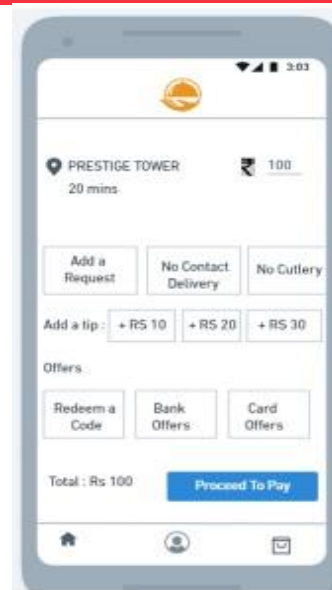 3:03
PRESTIGE TOWER
₹ 100
20 mins
Add a
Request
No Contact
Delivery
No Cutlery
Add a tip : + RS 10 + RS 20 + RS 30
Offers
Redeem a
Code
Bank
Offers
Card
Offers
Total : Rs 100
Proceed To Pay